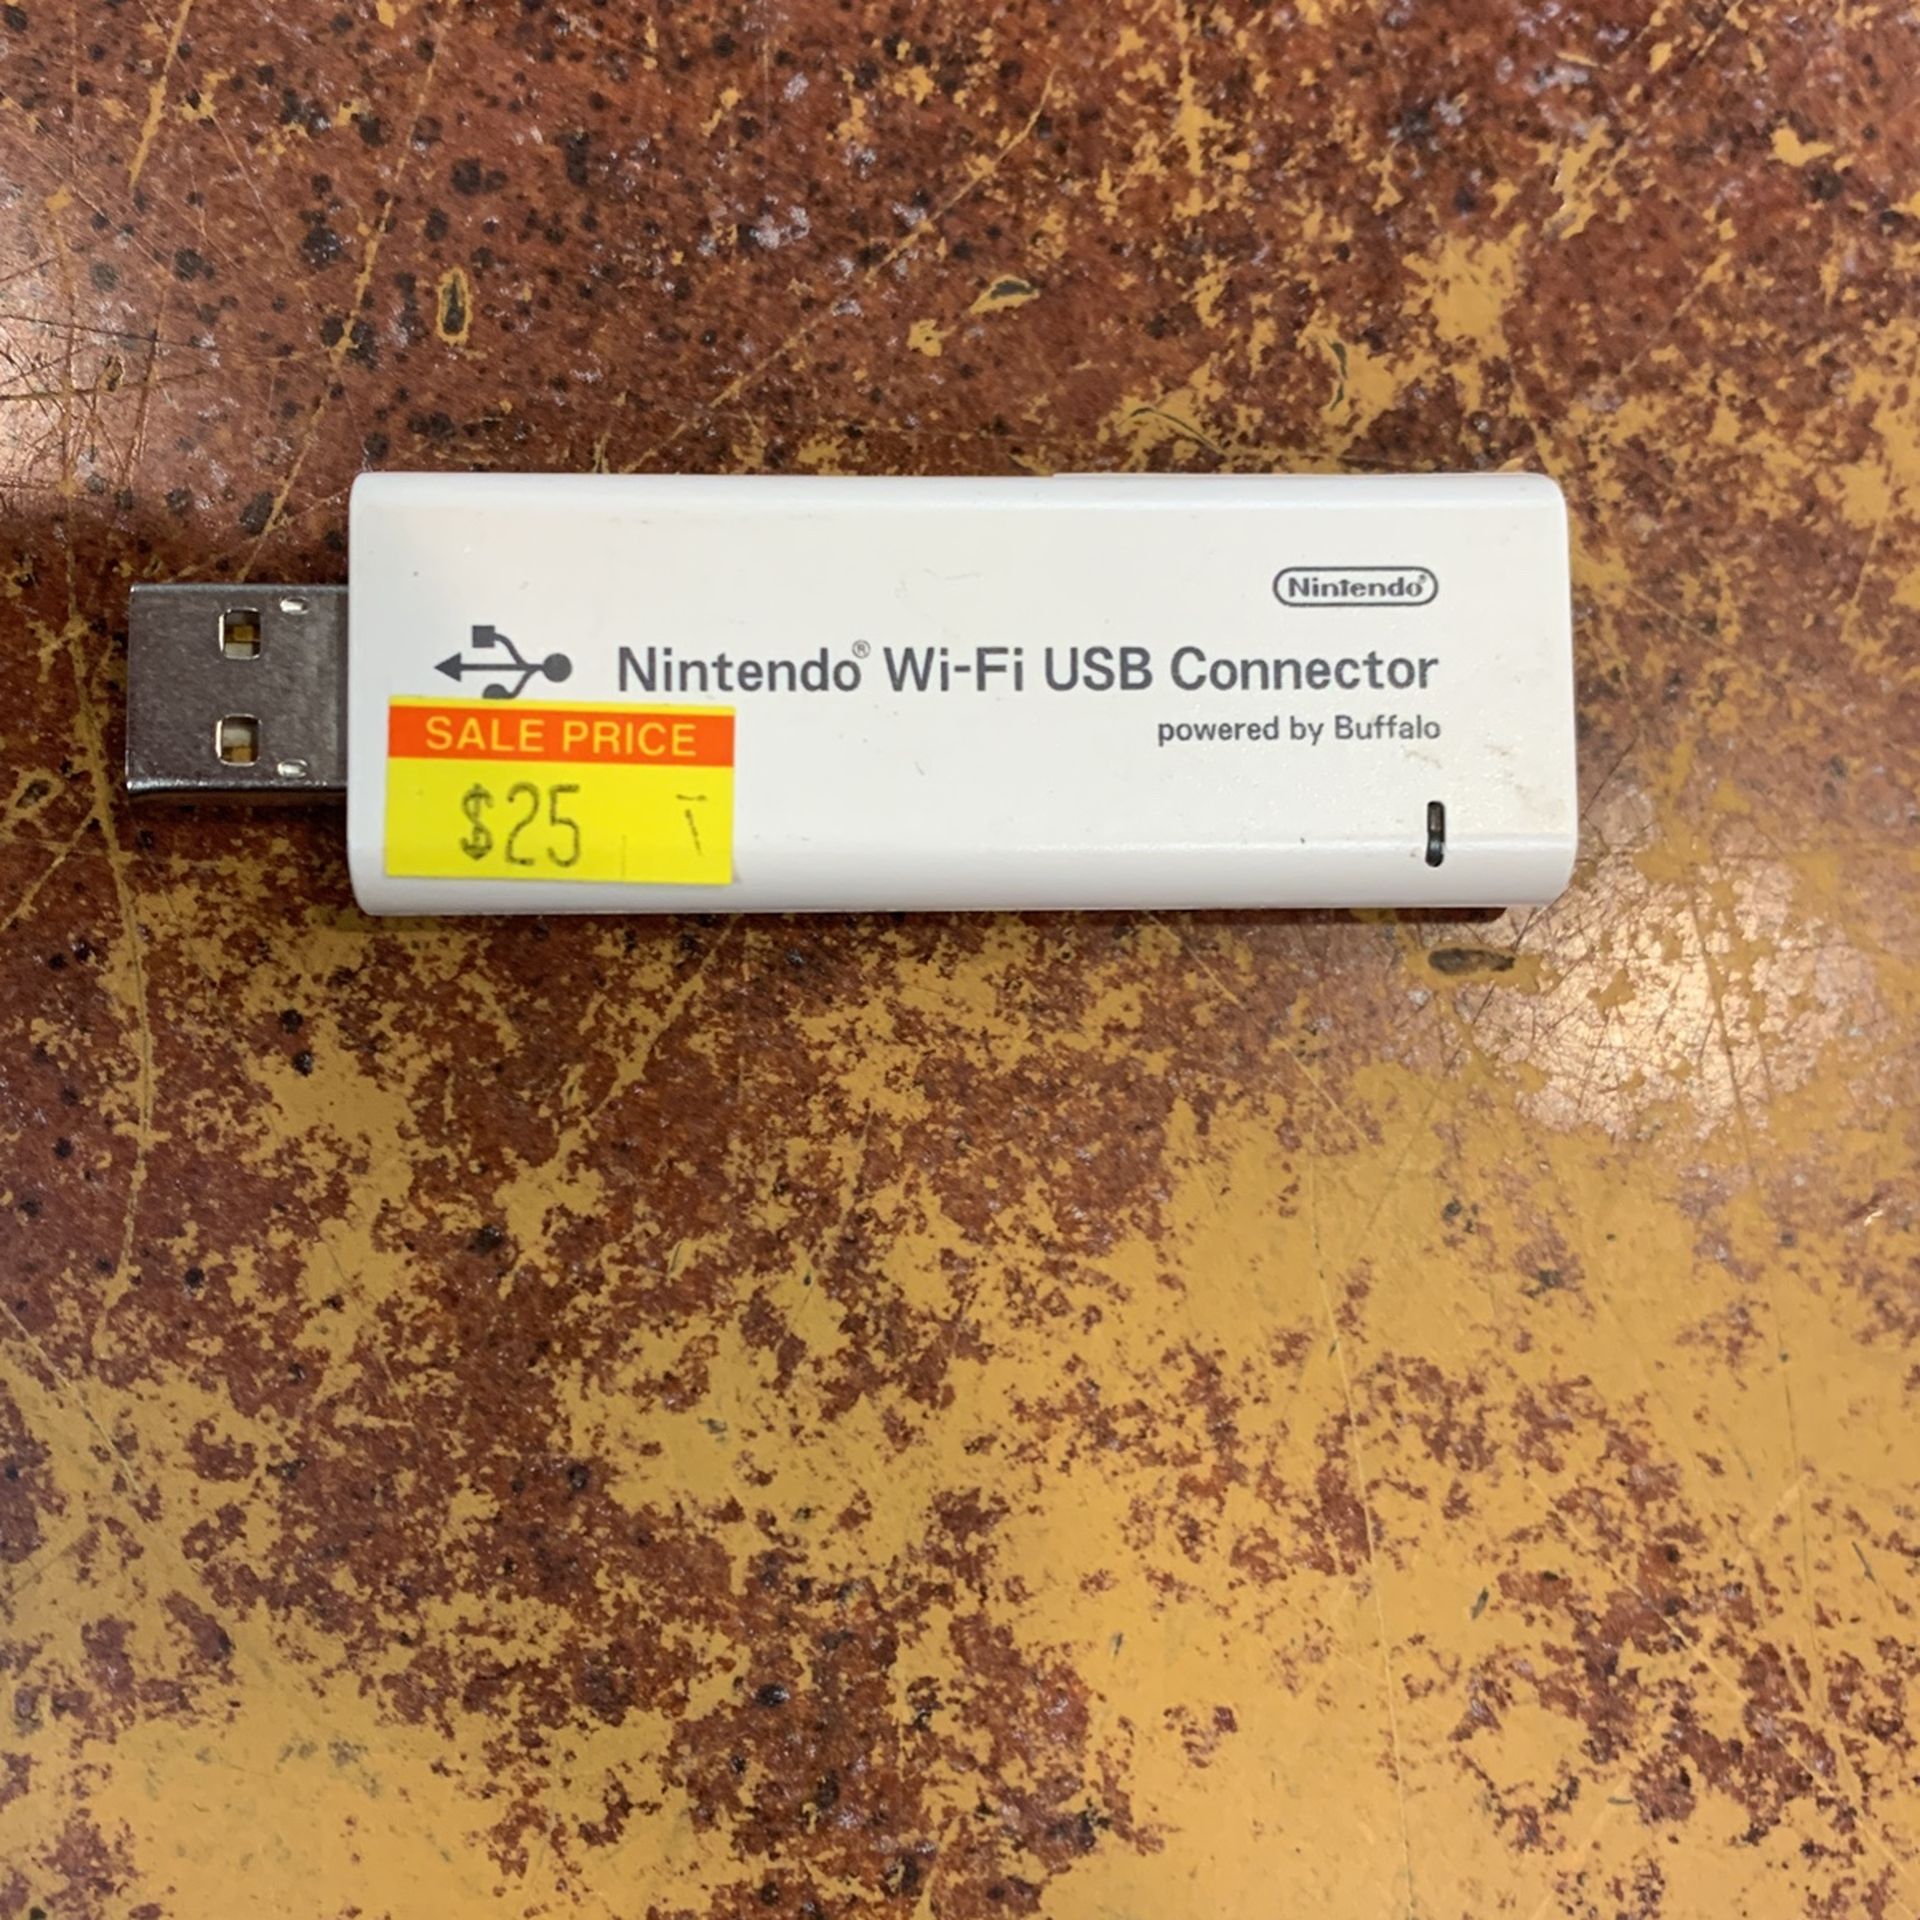 Nintendo®
Nintendo® Wi-Fi USB Connector
powered by Buffalo
SALE PRICE
$25